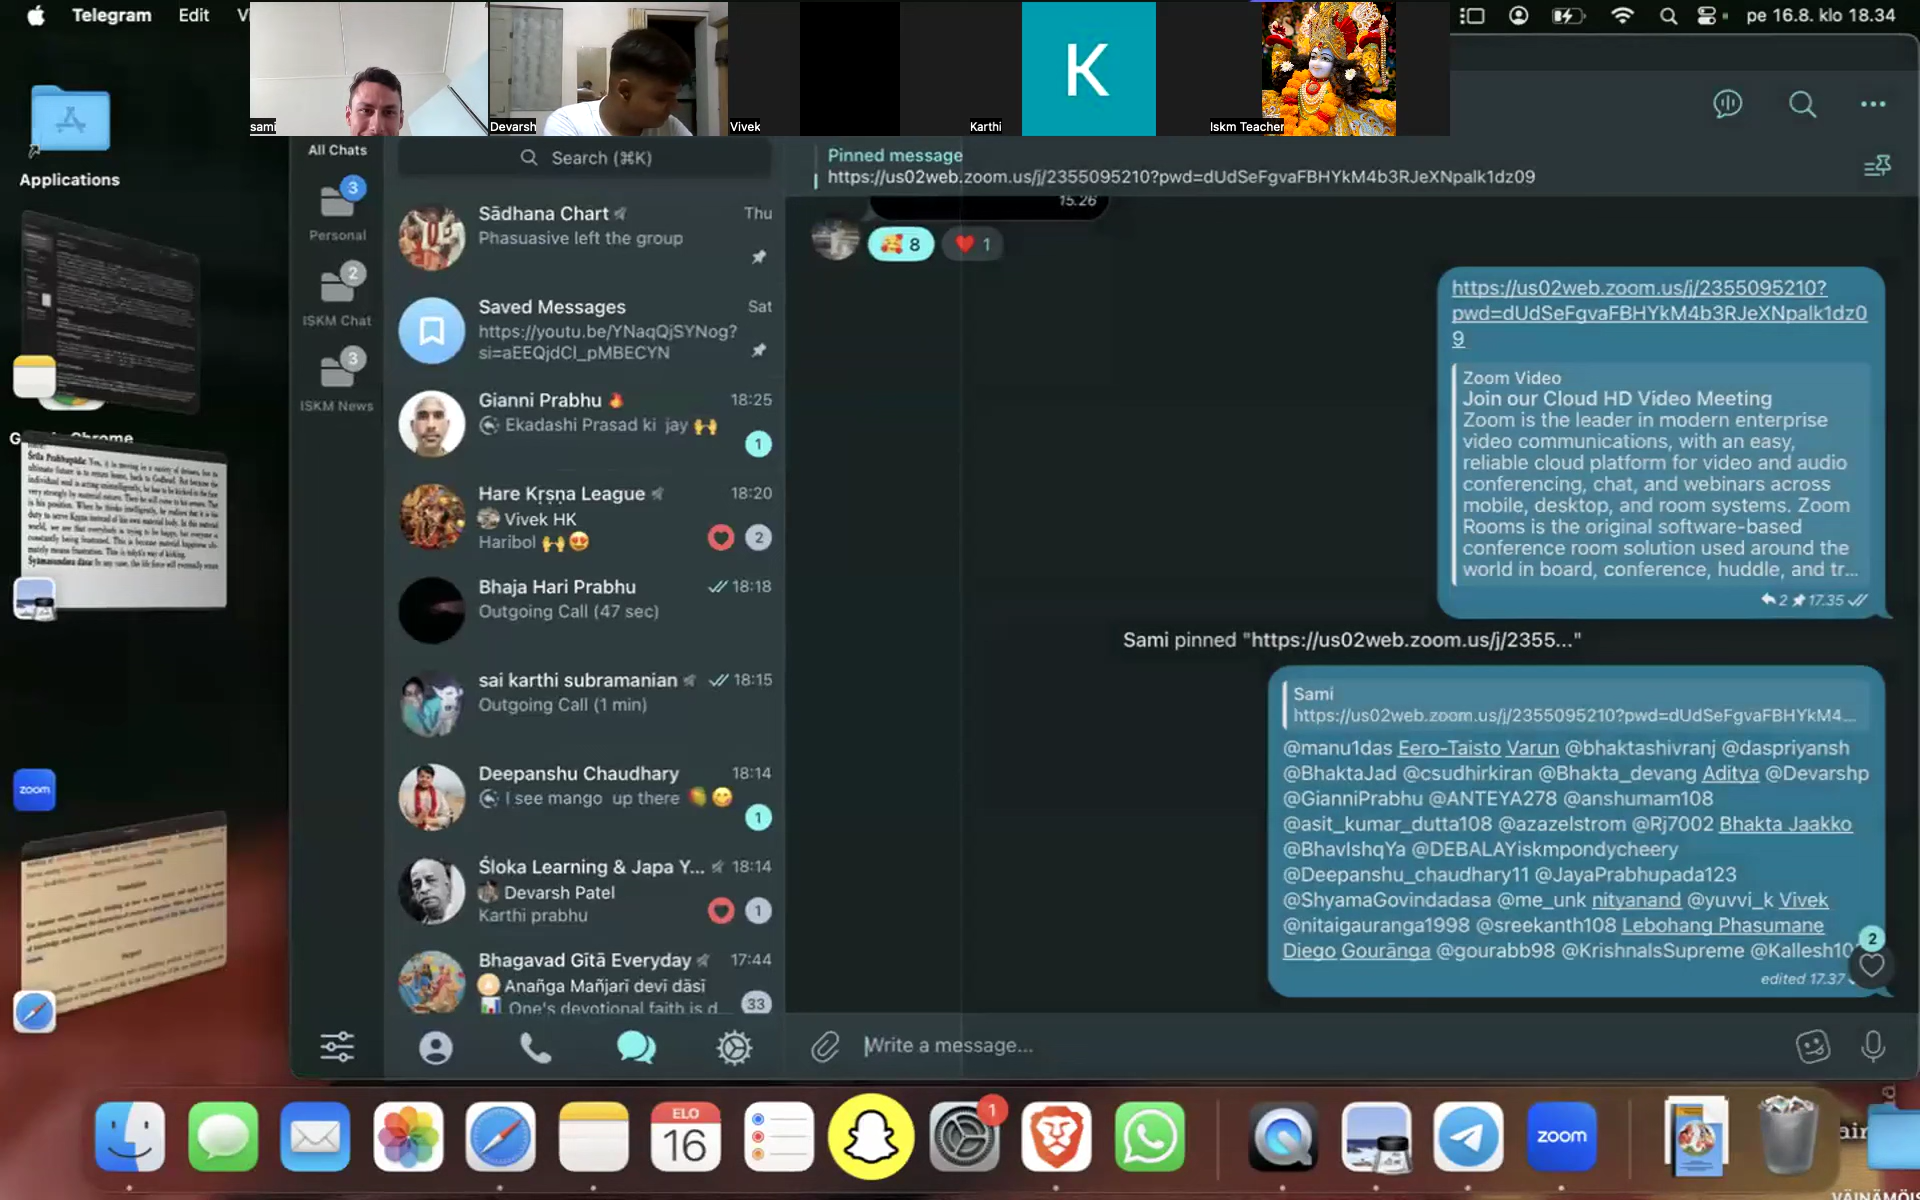 Telegram
Edit
pe 16.8. klo 18.34
sami
Devarsh
Vivek
Karthi
K
Iskm Teacher
Applications
All Chats
3
Personal
2
ISKM Chat
3
ISKM News
Search (⌘K)
Sādhana Chart
Thu
Phasuasive left the group
Saved Messages
Sat
https://youtu.be/YNaqQjSYNog?
si=aEEQjdCl_pMBECYN
Gianni Prabhu 🔥
18:25
Ekadashi Prasad ki jay 🙌
1
Hare Kṛṣṇa League
18:20
Vivek HK
Haribol 🙌😍
2
Bhaja Hari Prabhu
18:18
Outgoing Call (47 sec)
sai karthi subramanian
18:15
Outgoing Call (1 min)
Deepanshu Chaudhary
18:14
I see mango up there 🥭 😋
1
Śloka Learning & Japa Y...
18:14
Devarsh Patel
Karthi prabhu
1
Bhagavad Gītā Everyday
17:44
Anaṅga Mañjarī devī dāsī
One's devotional faith is d...
33
Pinned message
https://us02web.zoom.us/j/2355095210?pwd=dUdSeFgvaFBHYkM4b3RJeXNpalk1dz09
15.26
🥰 8
❤️ 1
https://us02web.zoom.us/j/2355095210?
pwd=dUdSeFgvaFBHYkM4b3RJeXNpalk1dz0
9
Zoom Video
Join our Cloud HD Video Meeting
Zoom is the leader in modern enterprise
video communications, with an easy,
reliable cloud platform for video and audio
conferencing, chat, and webinars across
mobile, desktop, and room systems. Zoom
Rooms is the original software-based
conference room solution used around the
world in board, conference, huddle, and tr...
2
17.35
Sami pinned "https://us02web.zoom.us/j/2355..."
Sami
https://us02web.zoom.us/j/2355095210?pwd=dUdSeFgvaFBHYkM4...
@manu1das Eero-Taisto Varun @bhaktashivranj @daspriyansh
@BhaktaJad @csudhirkiran @Bhakta_devang Aditya @Devarshp
@GianniPrabhu @ANTEYA278 @anshumam108
@asit_kumar_dutta108 @azazelstrom @Rj7002 Bhakta Jaakko
@BhavIshqYa @DEBALAYiskmpondycheery
@Deepanshu_chaudhary11 @JayaPrabhupada123
@ShyamaGovindadasa @me_unk nityanand @yuvvi_k Vivek
@nitaigauranga1998 @sreekanth108 Lebohang Phasumane
Diego Gourāṅga @gourabb98 @KrishnaIsSupreme @Kallesh10
2
edited 17.37
Write a message...
zoom
ELO
16
1
zoom